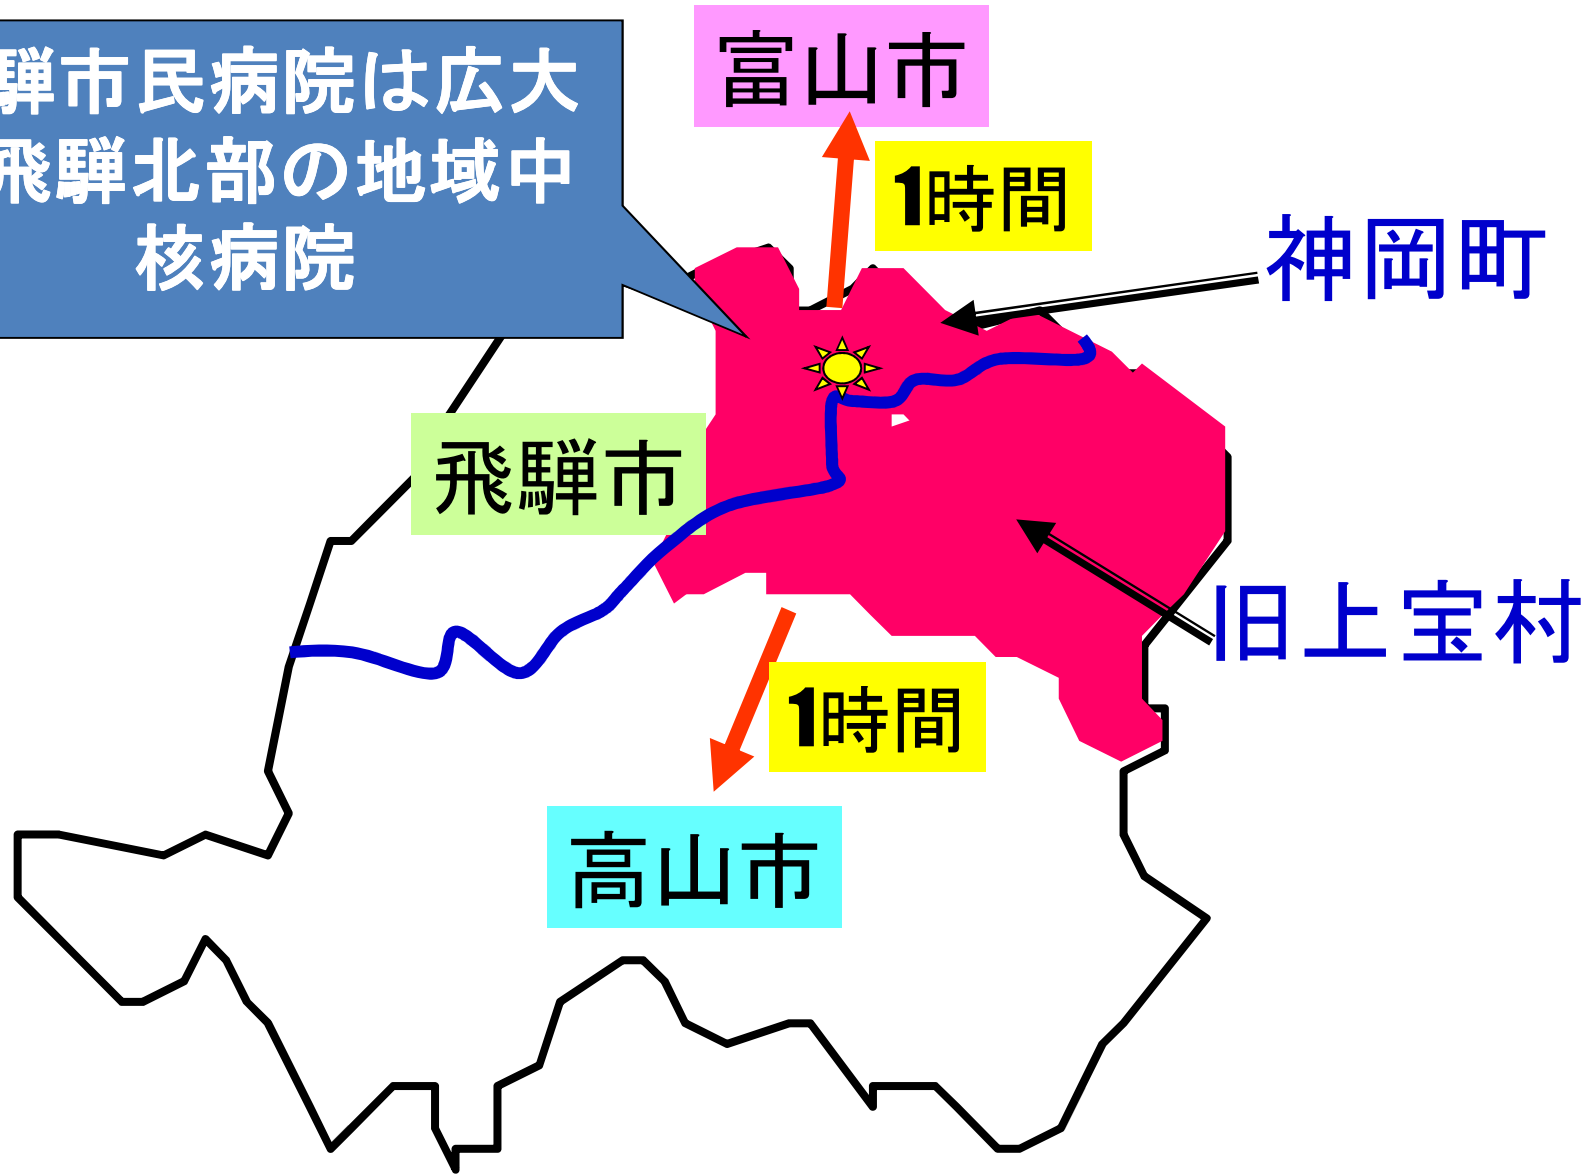 騨市民病院は広大
飛騨北部の地域中
核病院
富山市
1時間
神岡町
飛騨市
旧上宝村
1時間
高山市